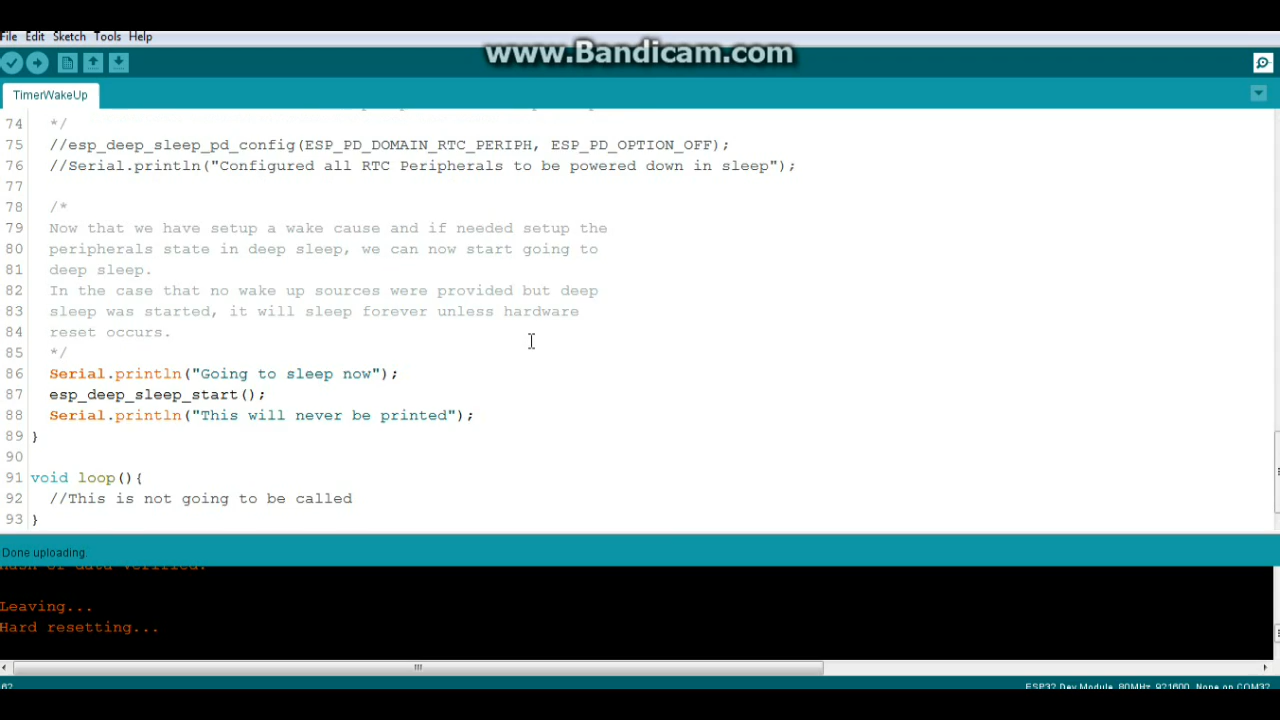 File Edit Sketch Tools Help
www.Bandicam.com
TimerWakeUp
74 */
75 //esp_deep_sleep_pd_config(ESP_PD_DOMAIN_RTC_PERIPH, ESP_PD_OPTION_OFF);
76 //Serial.println("Configured all RTC Peripherals to be powered down in sleep");
77
78 /*
79 Now that we have setup a wake cause and if needed setup the
80 peripherals state in deep sleep, we can now start going to
81 deep sleep.
82 In the case that no wake up sources were provided but deep
83 sleep was started, it will sleep forever unless hardware
84 reset occurs.
85 */
86 Serial.println("Going to sleep now");
87 esp_deep_sleep_start();
88 Serial.println("This will never be printed");
89 }
90
91 void loop(){
92 //This is not going to be called
93 }
Done uploading.
Hash of data verified.
Leaving...
Hard resetting...
62
ESP32 Dev Module, 80MHz, 921600, None on COM32